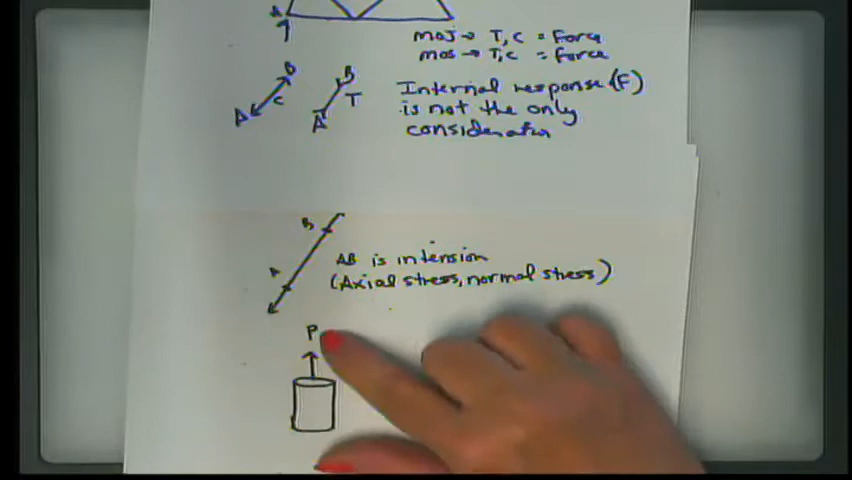 A
moj → T, C = Force
mos → T, C = Force
B
C
A
B
T
A
Internal response (F)
is not the only
consideration
B
A
AB is in tension
(Axial stress, normal stress)
P